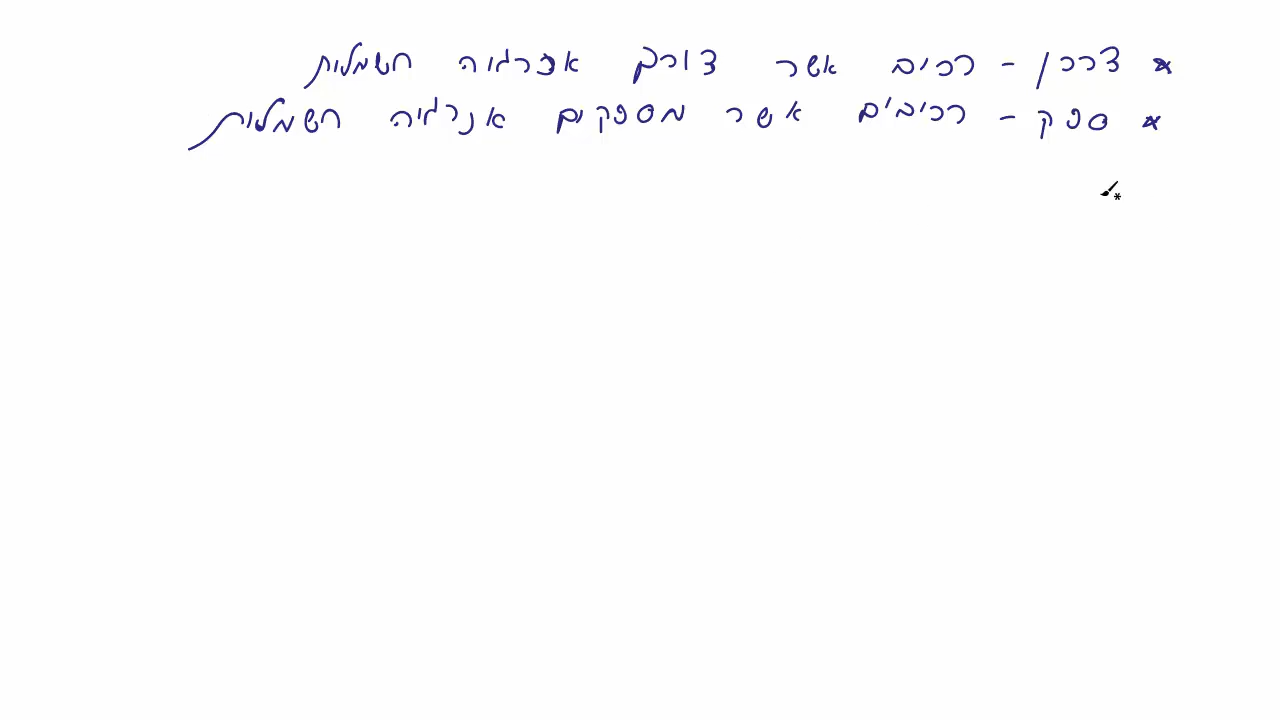 * צרכן - רכיב אשר צורך אנרגיה חשמלית
* ספק - רכיבים אשר מספקים אנרגיה חשמלית